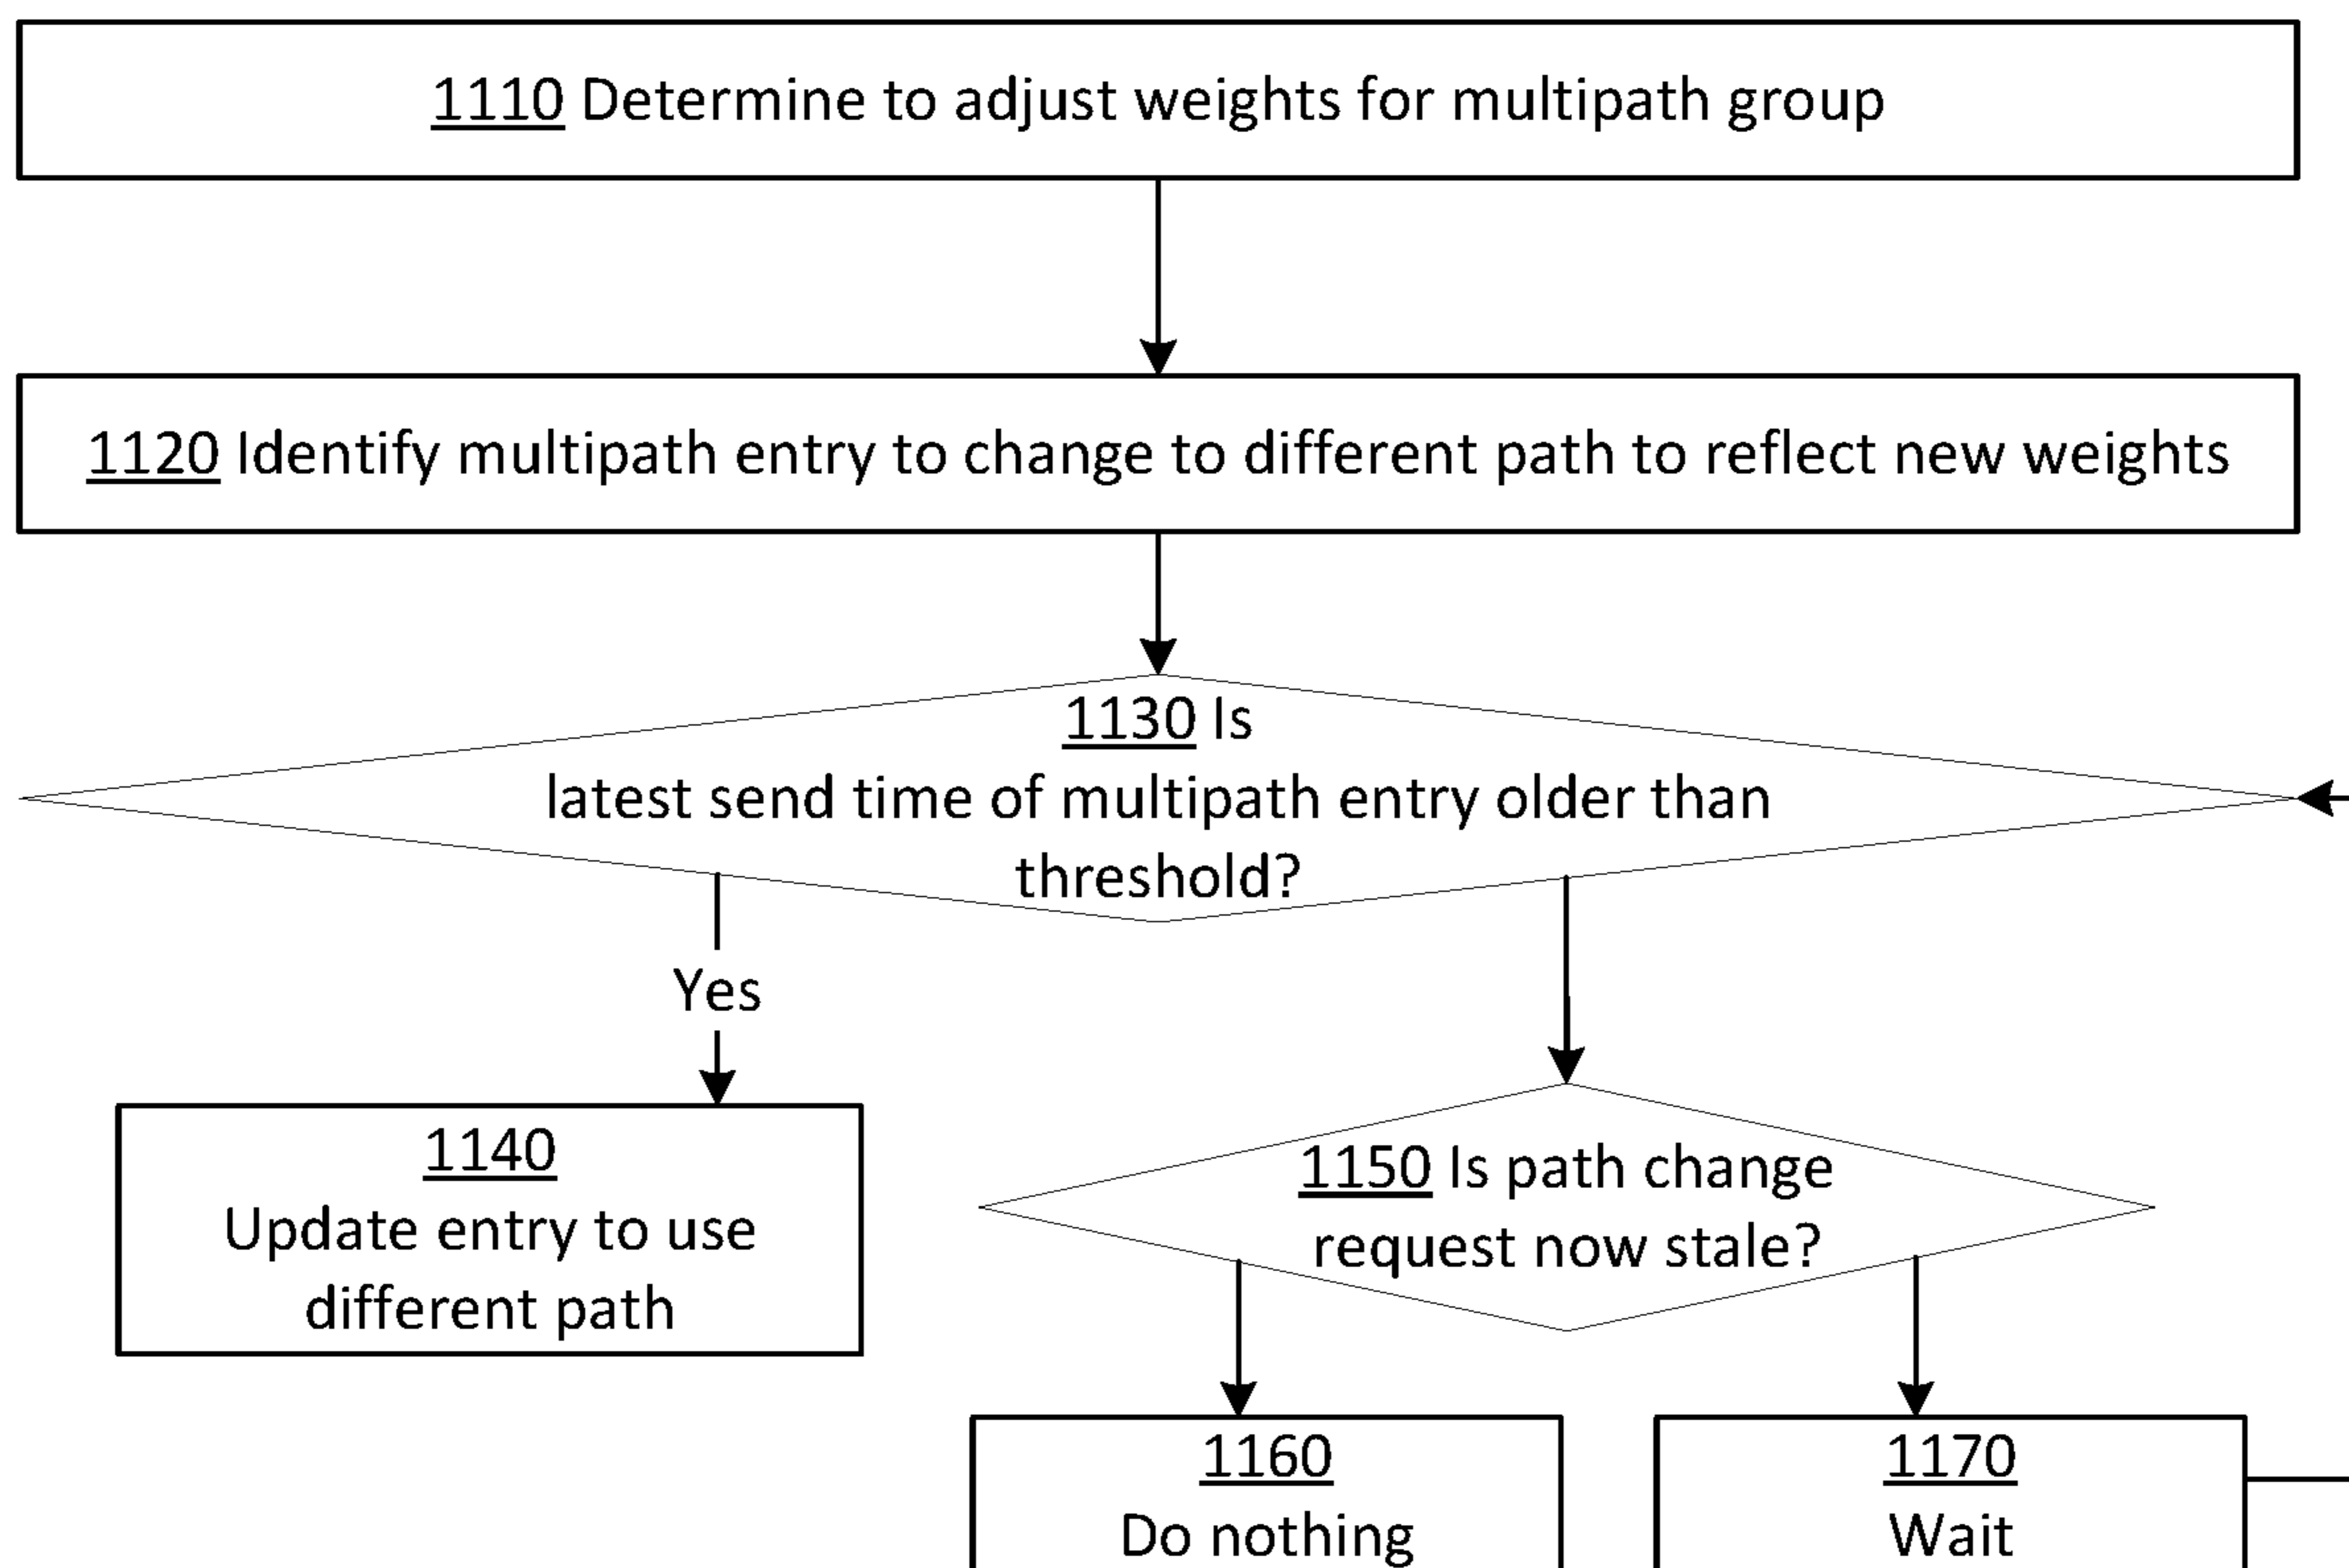 1110 Determine to adjust weights for multipath group
1120 Identify multipath entry to change to different path to reflect new weights
1130 Is
latest send time of multipath entry older than
threshold?
Yes
1140
Update entry to use
different path
1150 Is path change
request now stale?
1160
Do nothing
1170
Wait